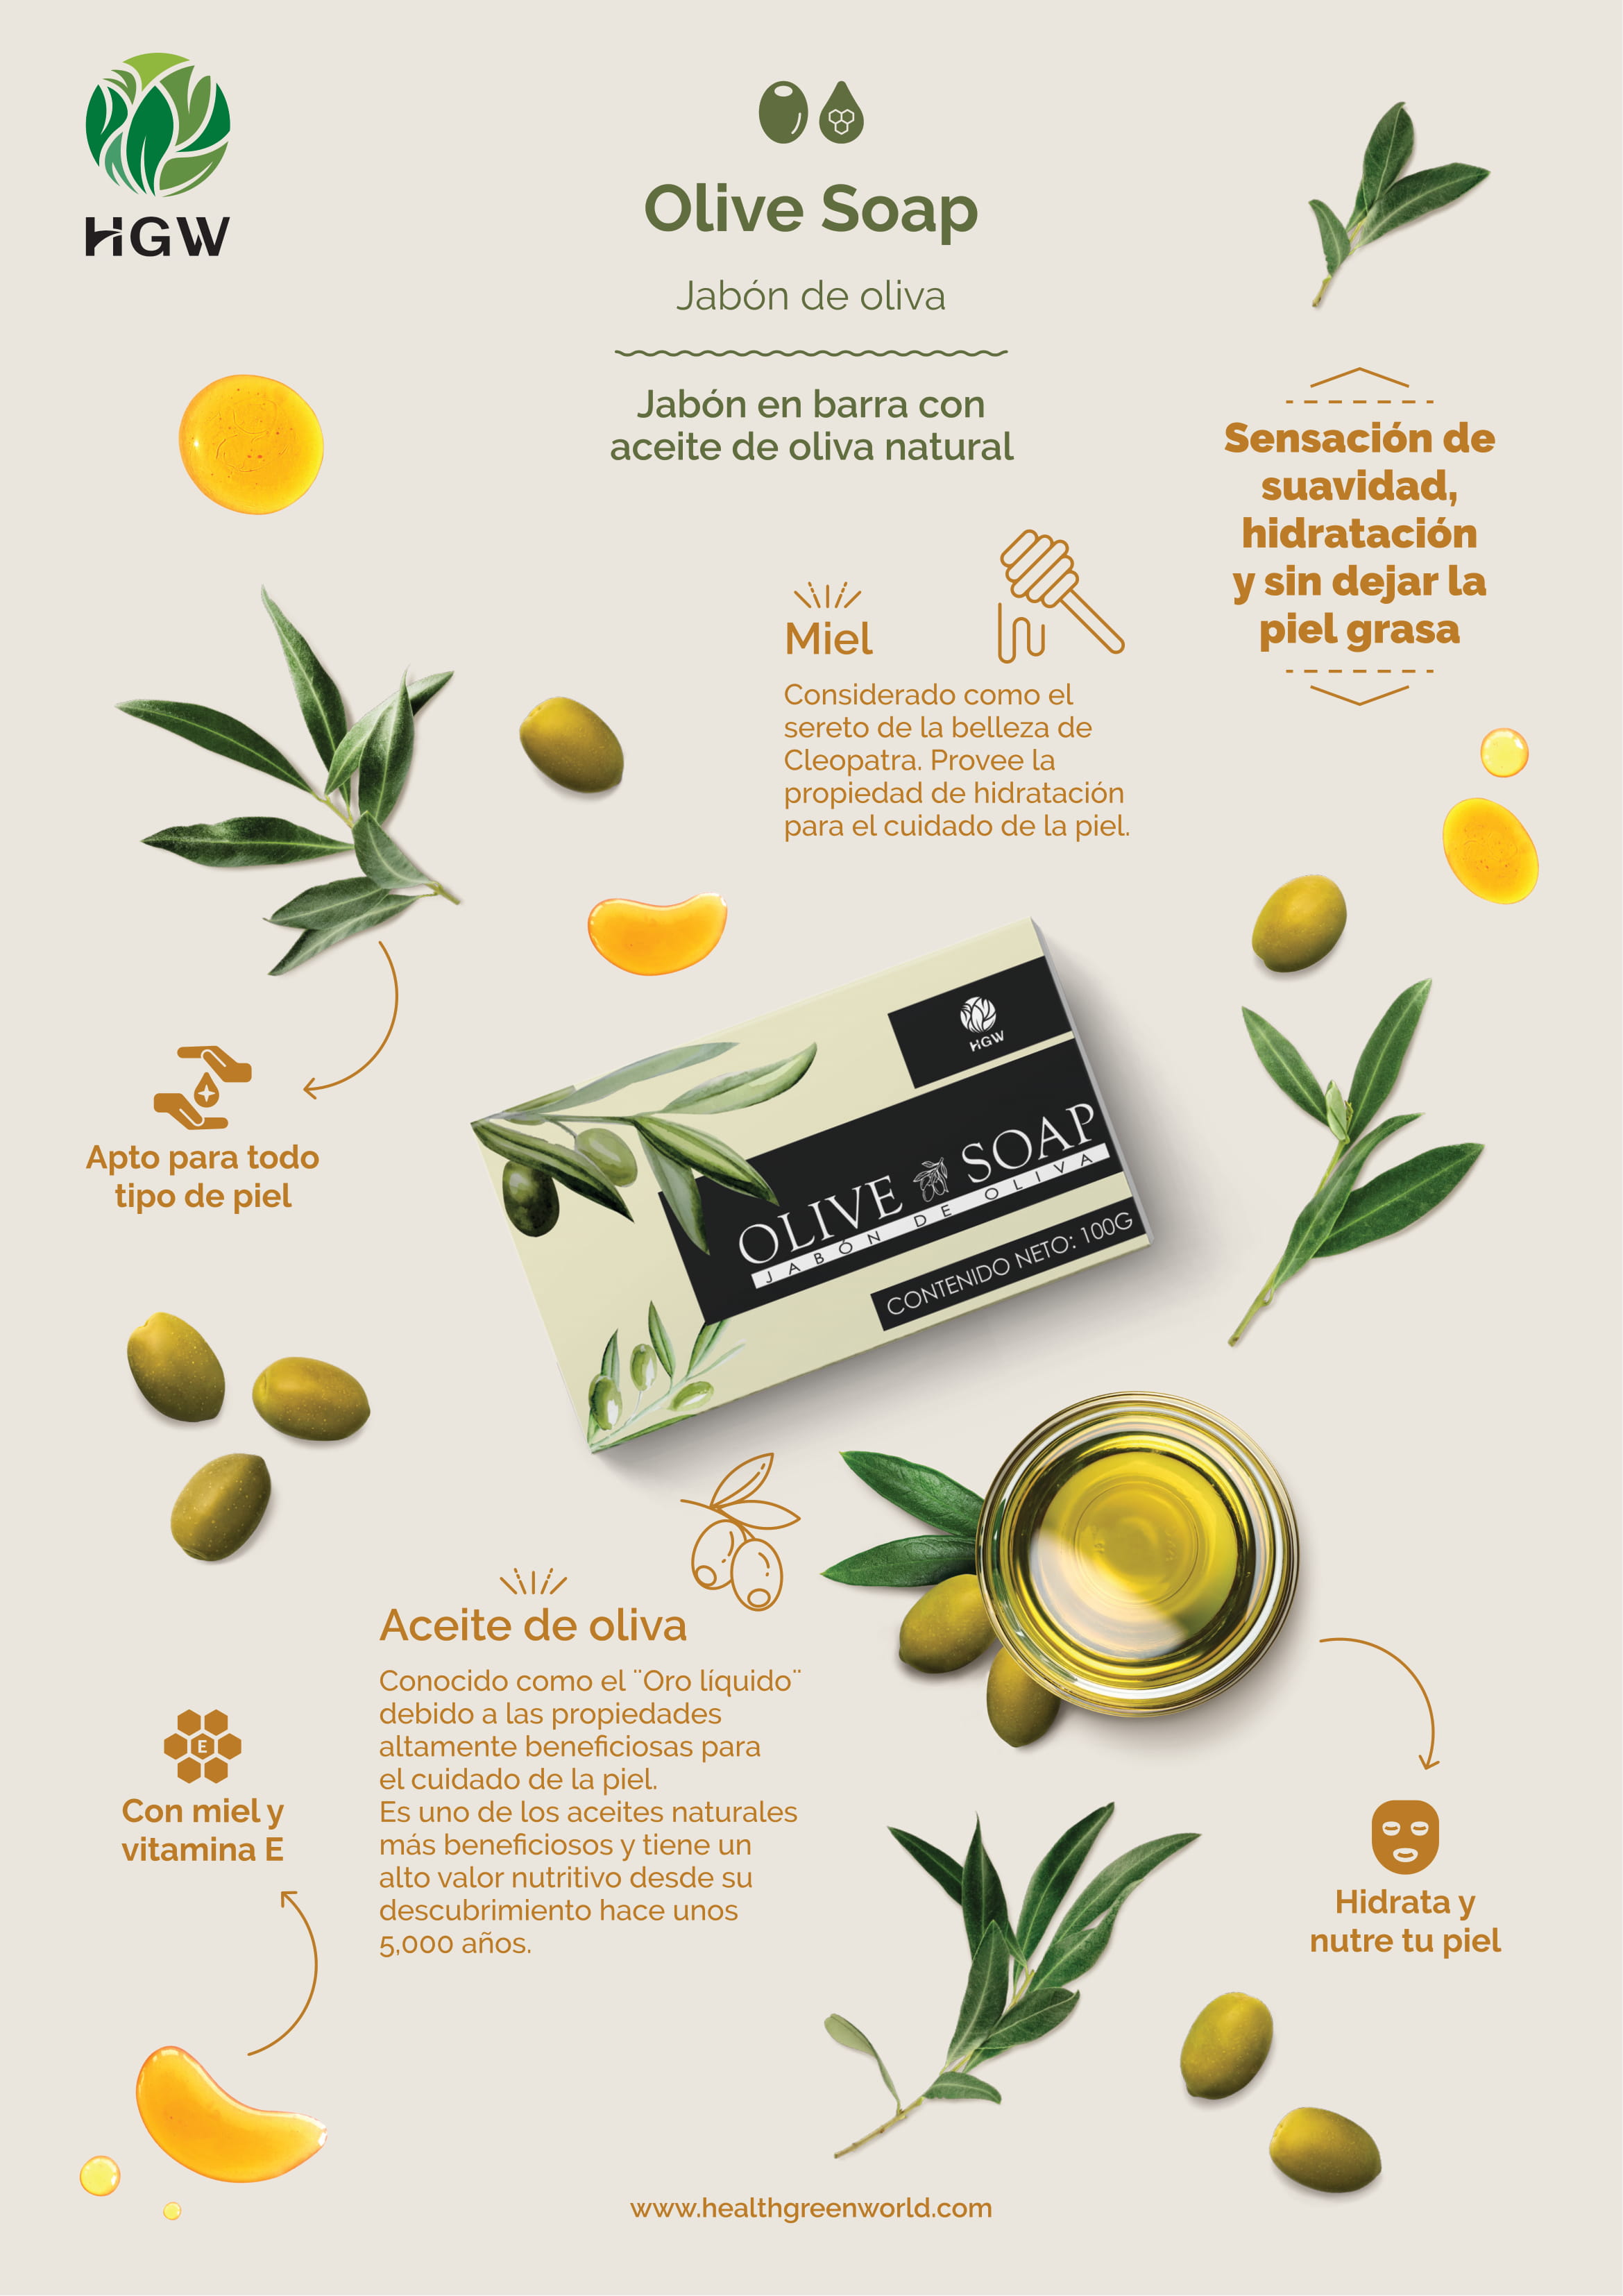 HGW
Olive Soap
Jabón de oliva
Jabón en barra con
aceite de oliva natural
Sensación de
suavidad,
hidratación
y sin dejar la
piel grasa
Miel
Considerado como el
sereto de la belleza de
Cleopatra. Provee la
propiedad de hidratación
para el cuidado de la piel.
Apto para todo
tipo de piel
HGW
OLIVE SOAP
JABÓN DE OLIVA
CONTENIDO NETO: 100G
Aceite de oliva
Conocido como el ¨Oro líquido¨
debido a las propiedades
altamente beneficiosas para
el cuidado de la piel.
Es uno de los aceites naturales
más beneficiosos y tiene un
alto valor nutritivo desde su
descubrimiento hace unos
5,000 años.
E
Con miel y
vitamina E
Hidrata y
nutre tu piel
www.healthgreenworld.com